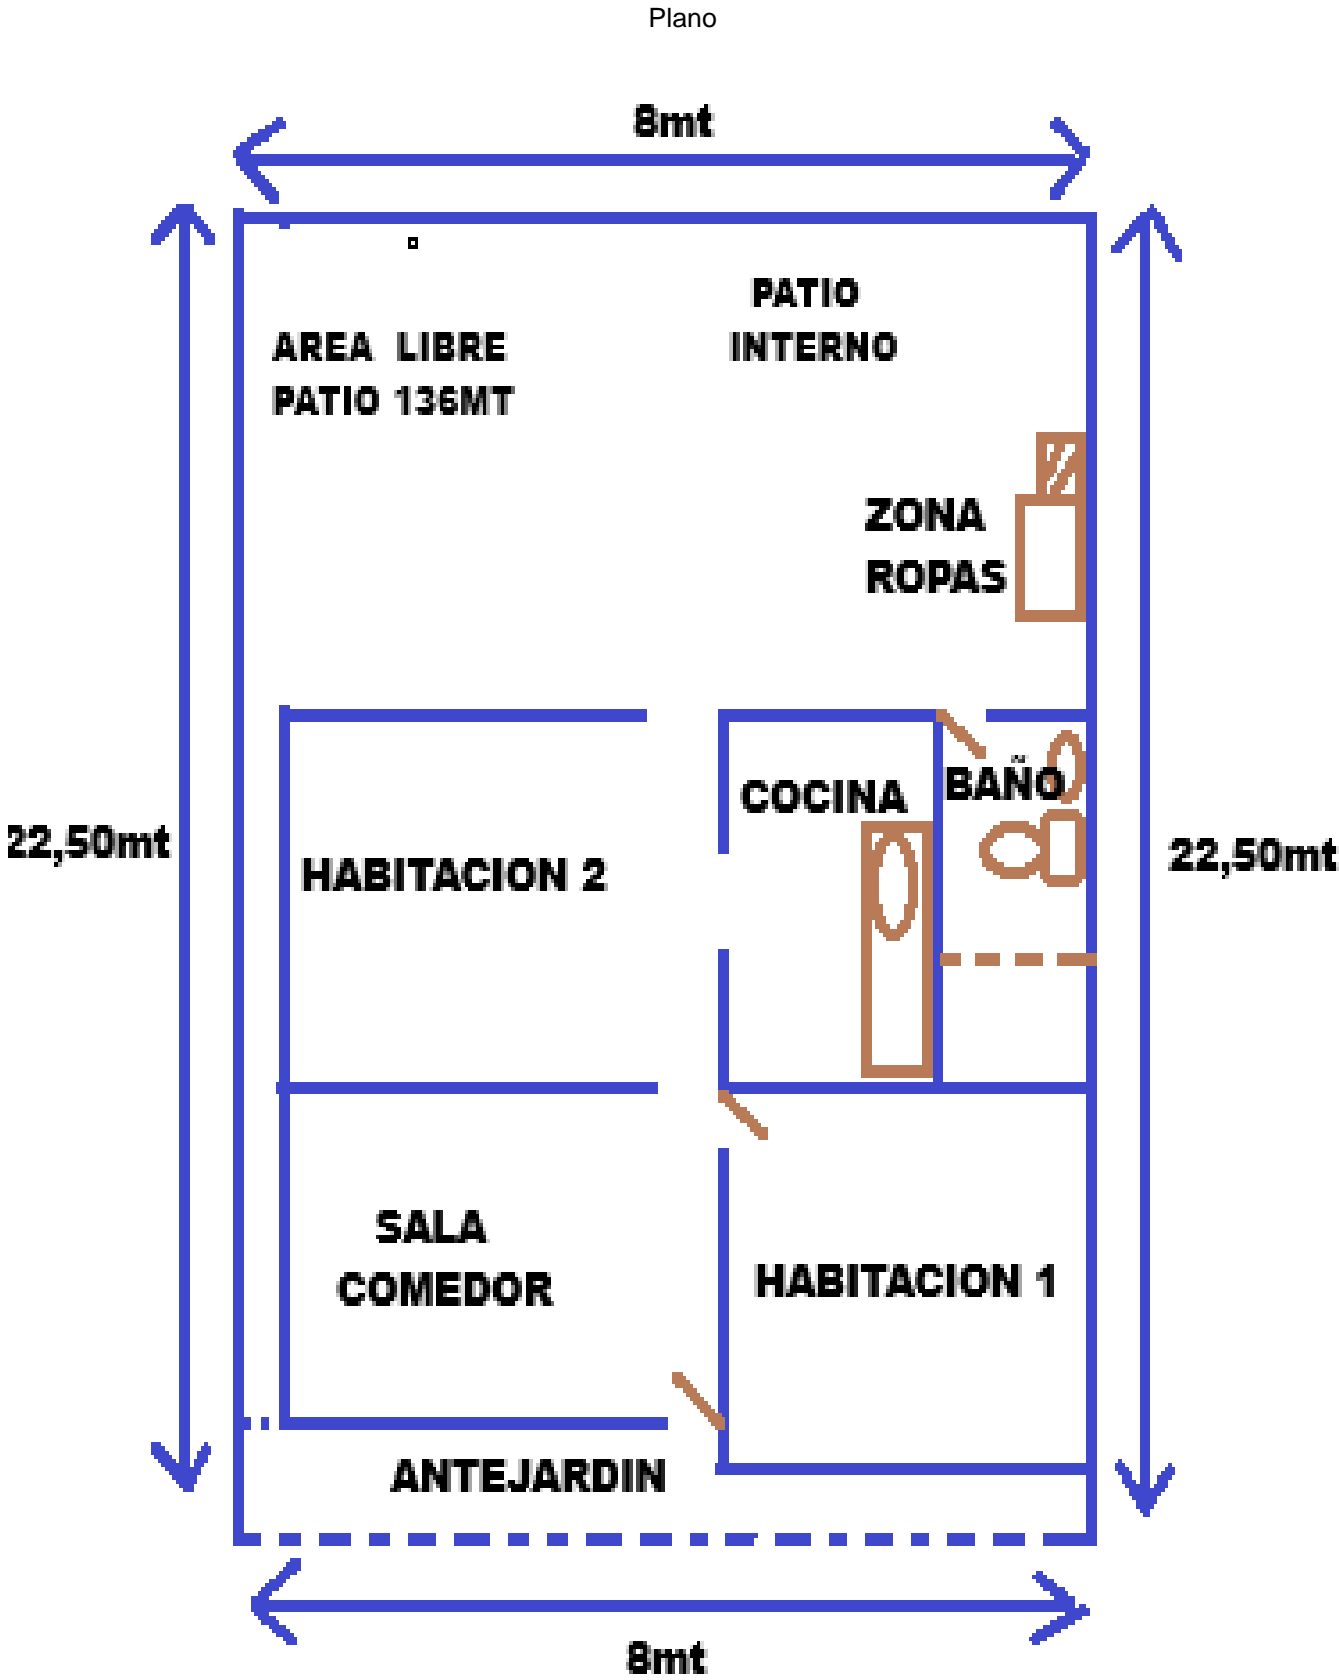 Plano
8mt
PATIO
INTERNO
AREA LIBRE
PATIO 136MT
ZONA
ROPAS
COCINA
BAÑO
22,50mt
HABITACION 2
22,50mt
SALA
COMEDOR
HABITACION 1
ANTEJARDIN
8mt